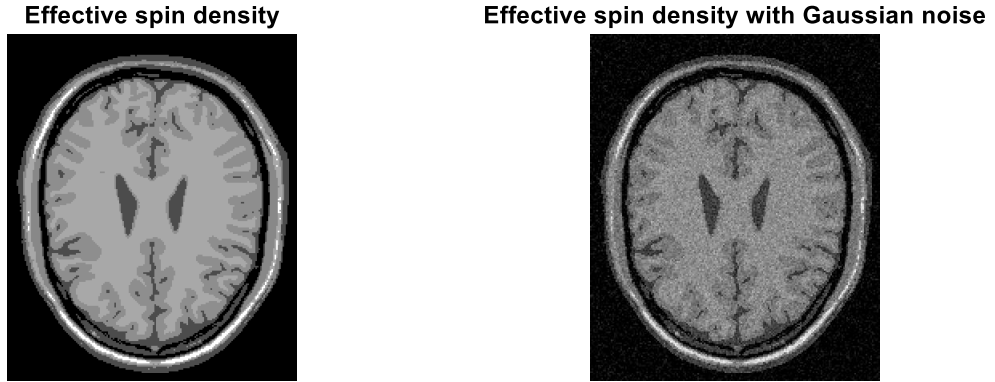 Effective spin density
Effective spin density with Gaussian noise